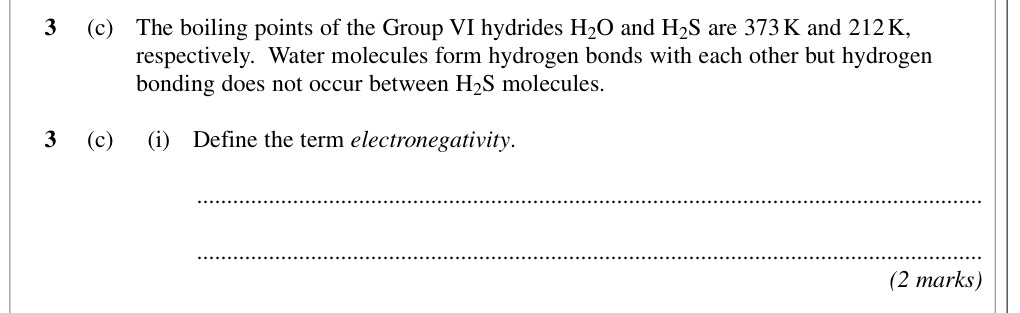 3 (c) The boiling points of the Group VI hydrides H₂O and H₂S are 373 K and 212 K,
respectively. Water molecules form hydrogen bonds with each other but hydrogen
bonding does not occur between H₂S molecules.
3 (c) (i) Define the term electronegativity.
(2 marks)